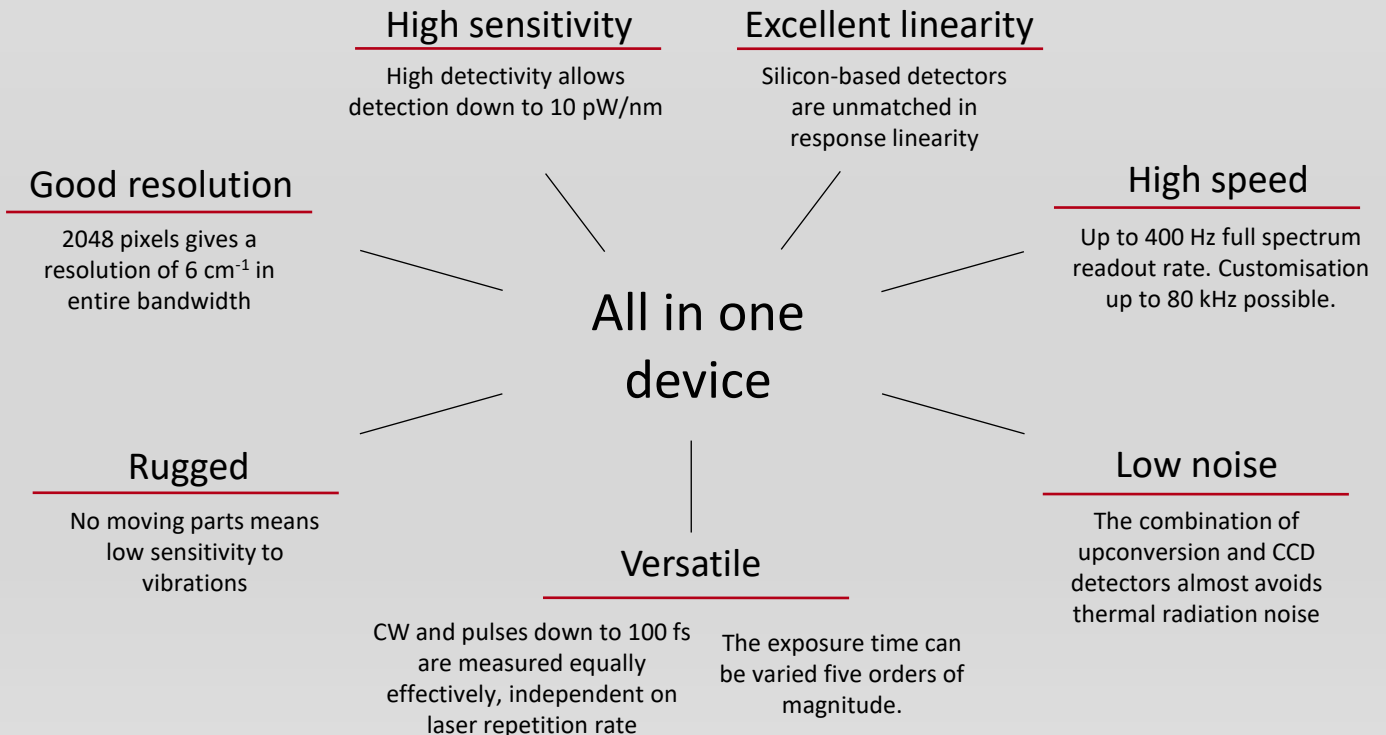 High sensitivity
High detectivity allows
detection down to 10 pW/nm
Excellent linearity
Silicon-based detectors
are unmatched in
response linearity
Good resolution
2048 pixels gives a
resolution of 6 cm⁻¹ in
entire bandwidth
High speed
Up to 400 Hz full spectrum
readout rate. Customisation
up to 80 kHz possible.
All in one
device
Rugged
No moving parts means
low sensitivity to
vibrations
Low noise
The combination of
upconversion and CCD
detectors almost avoids
thermal radiation noise
Versatile
CW and pulses down to 100 fs
are measured equally
effectively, independent on
laser repetition rate
The exposure time can
be varied five orders of
magnitude.